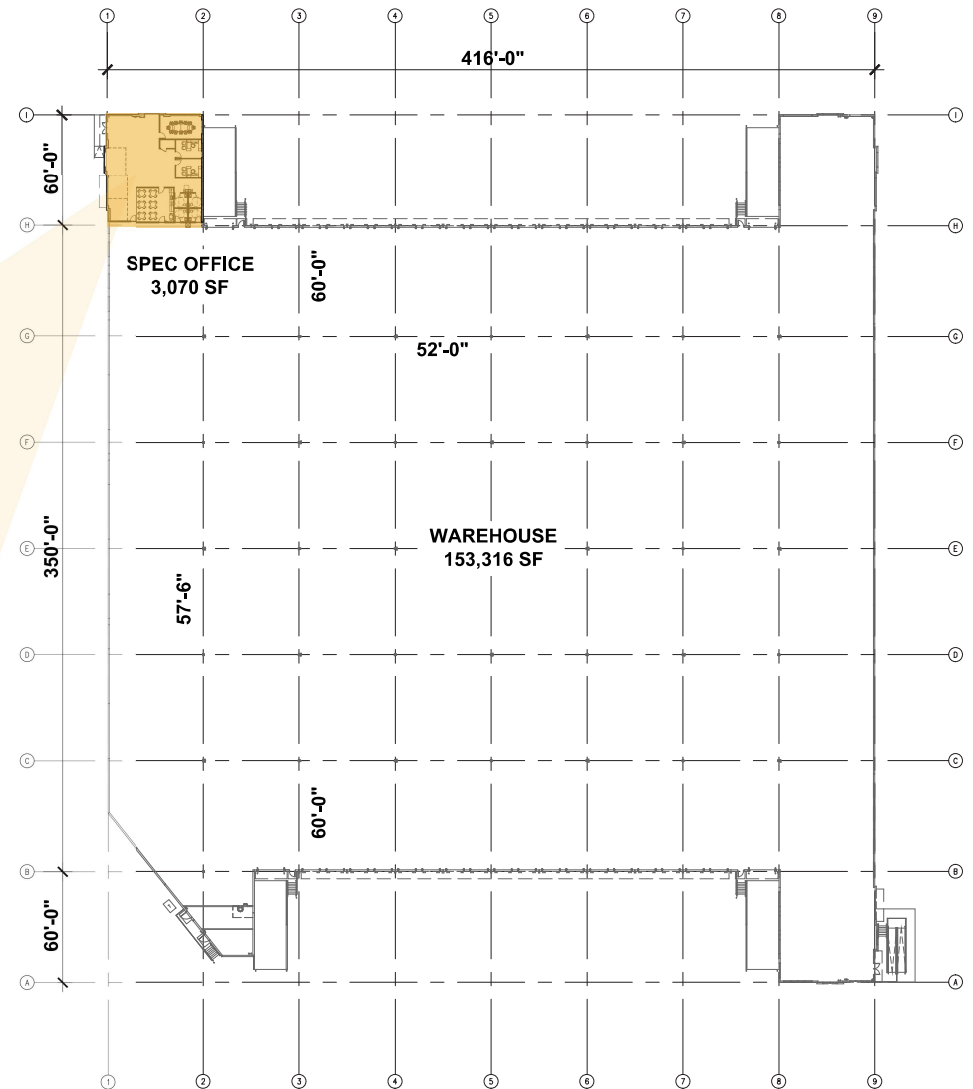 1 2 3 4 5 6 7 8 9
416'-0"
I I
60'-0"
H H
SPEC OFFICE
3,070 SF
60'-0"
G G
52'-0"
F F
350'-0"
WAREHOUSE
153,316 SF
E E
57'-6"
D D
C C
60'-0"
B B
60'-0"
A A
1 2 3 4 5 6 7 8 9